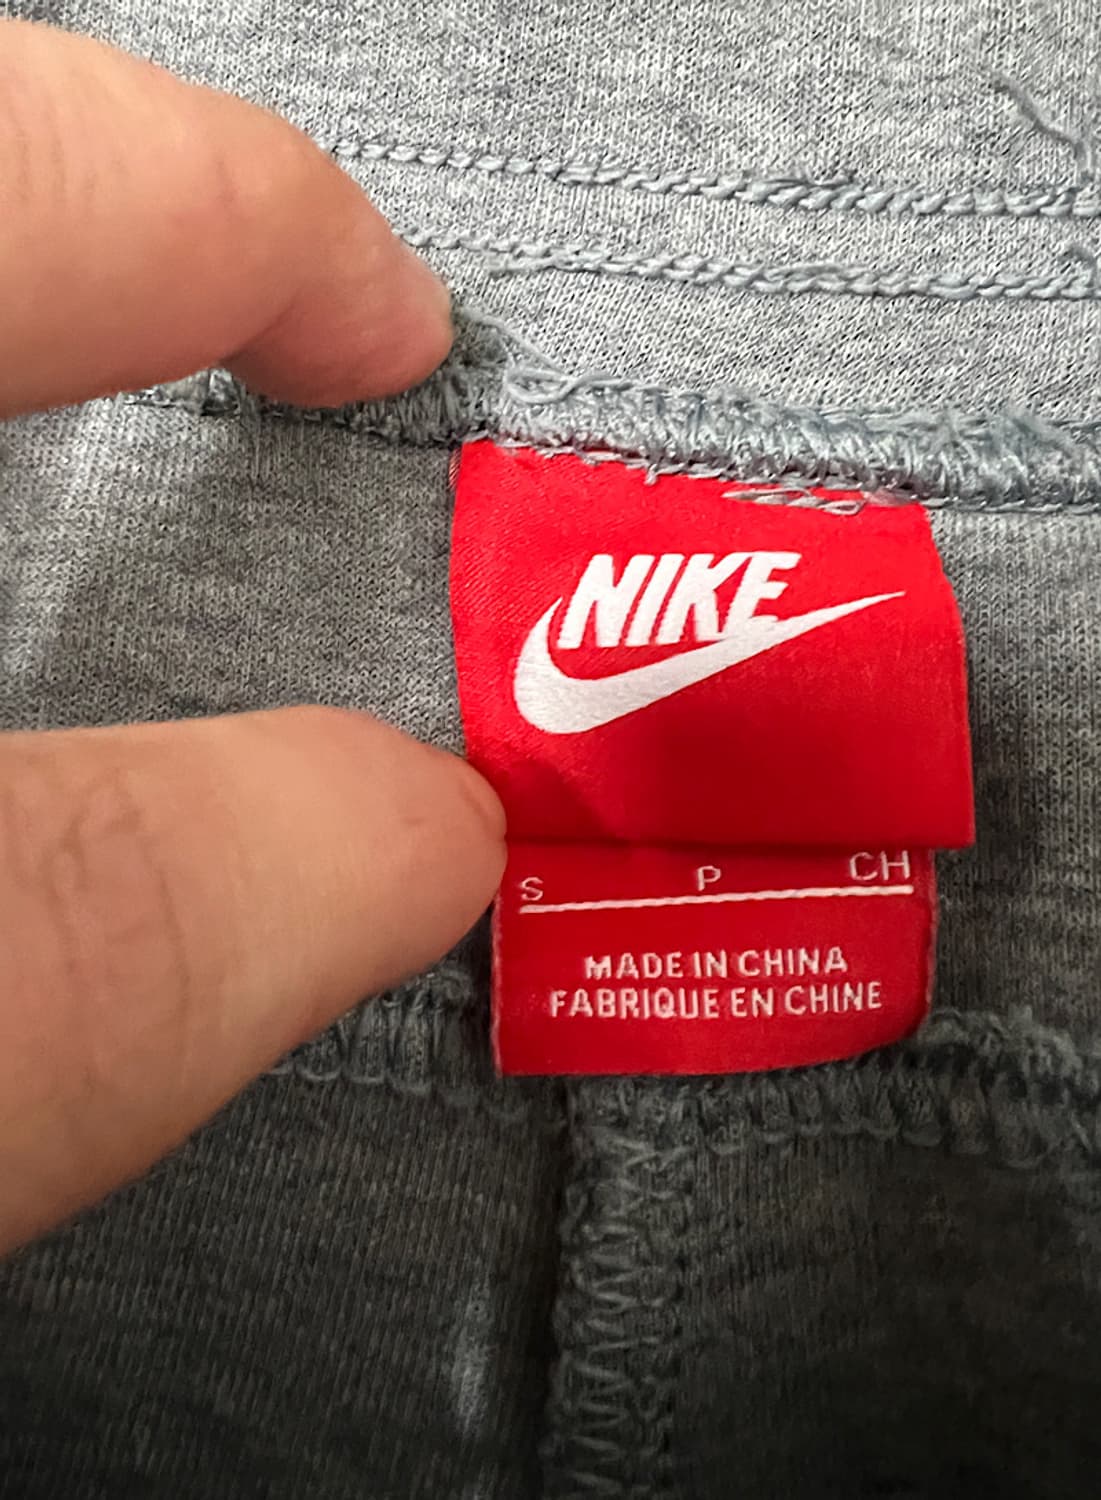 NIKE
S P CH
MADE IN CHINA
FABRIQUE EN CHINE